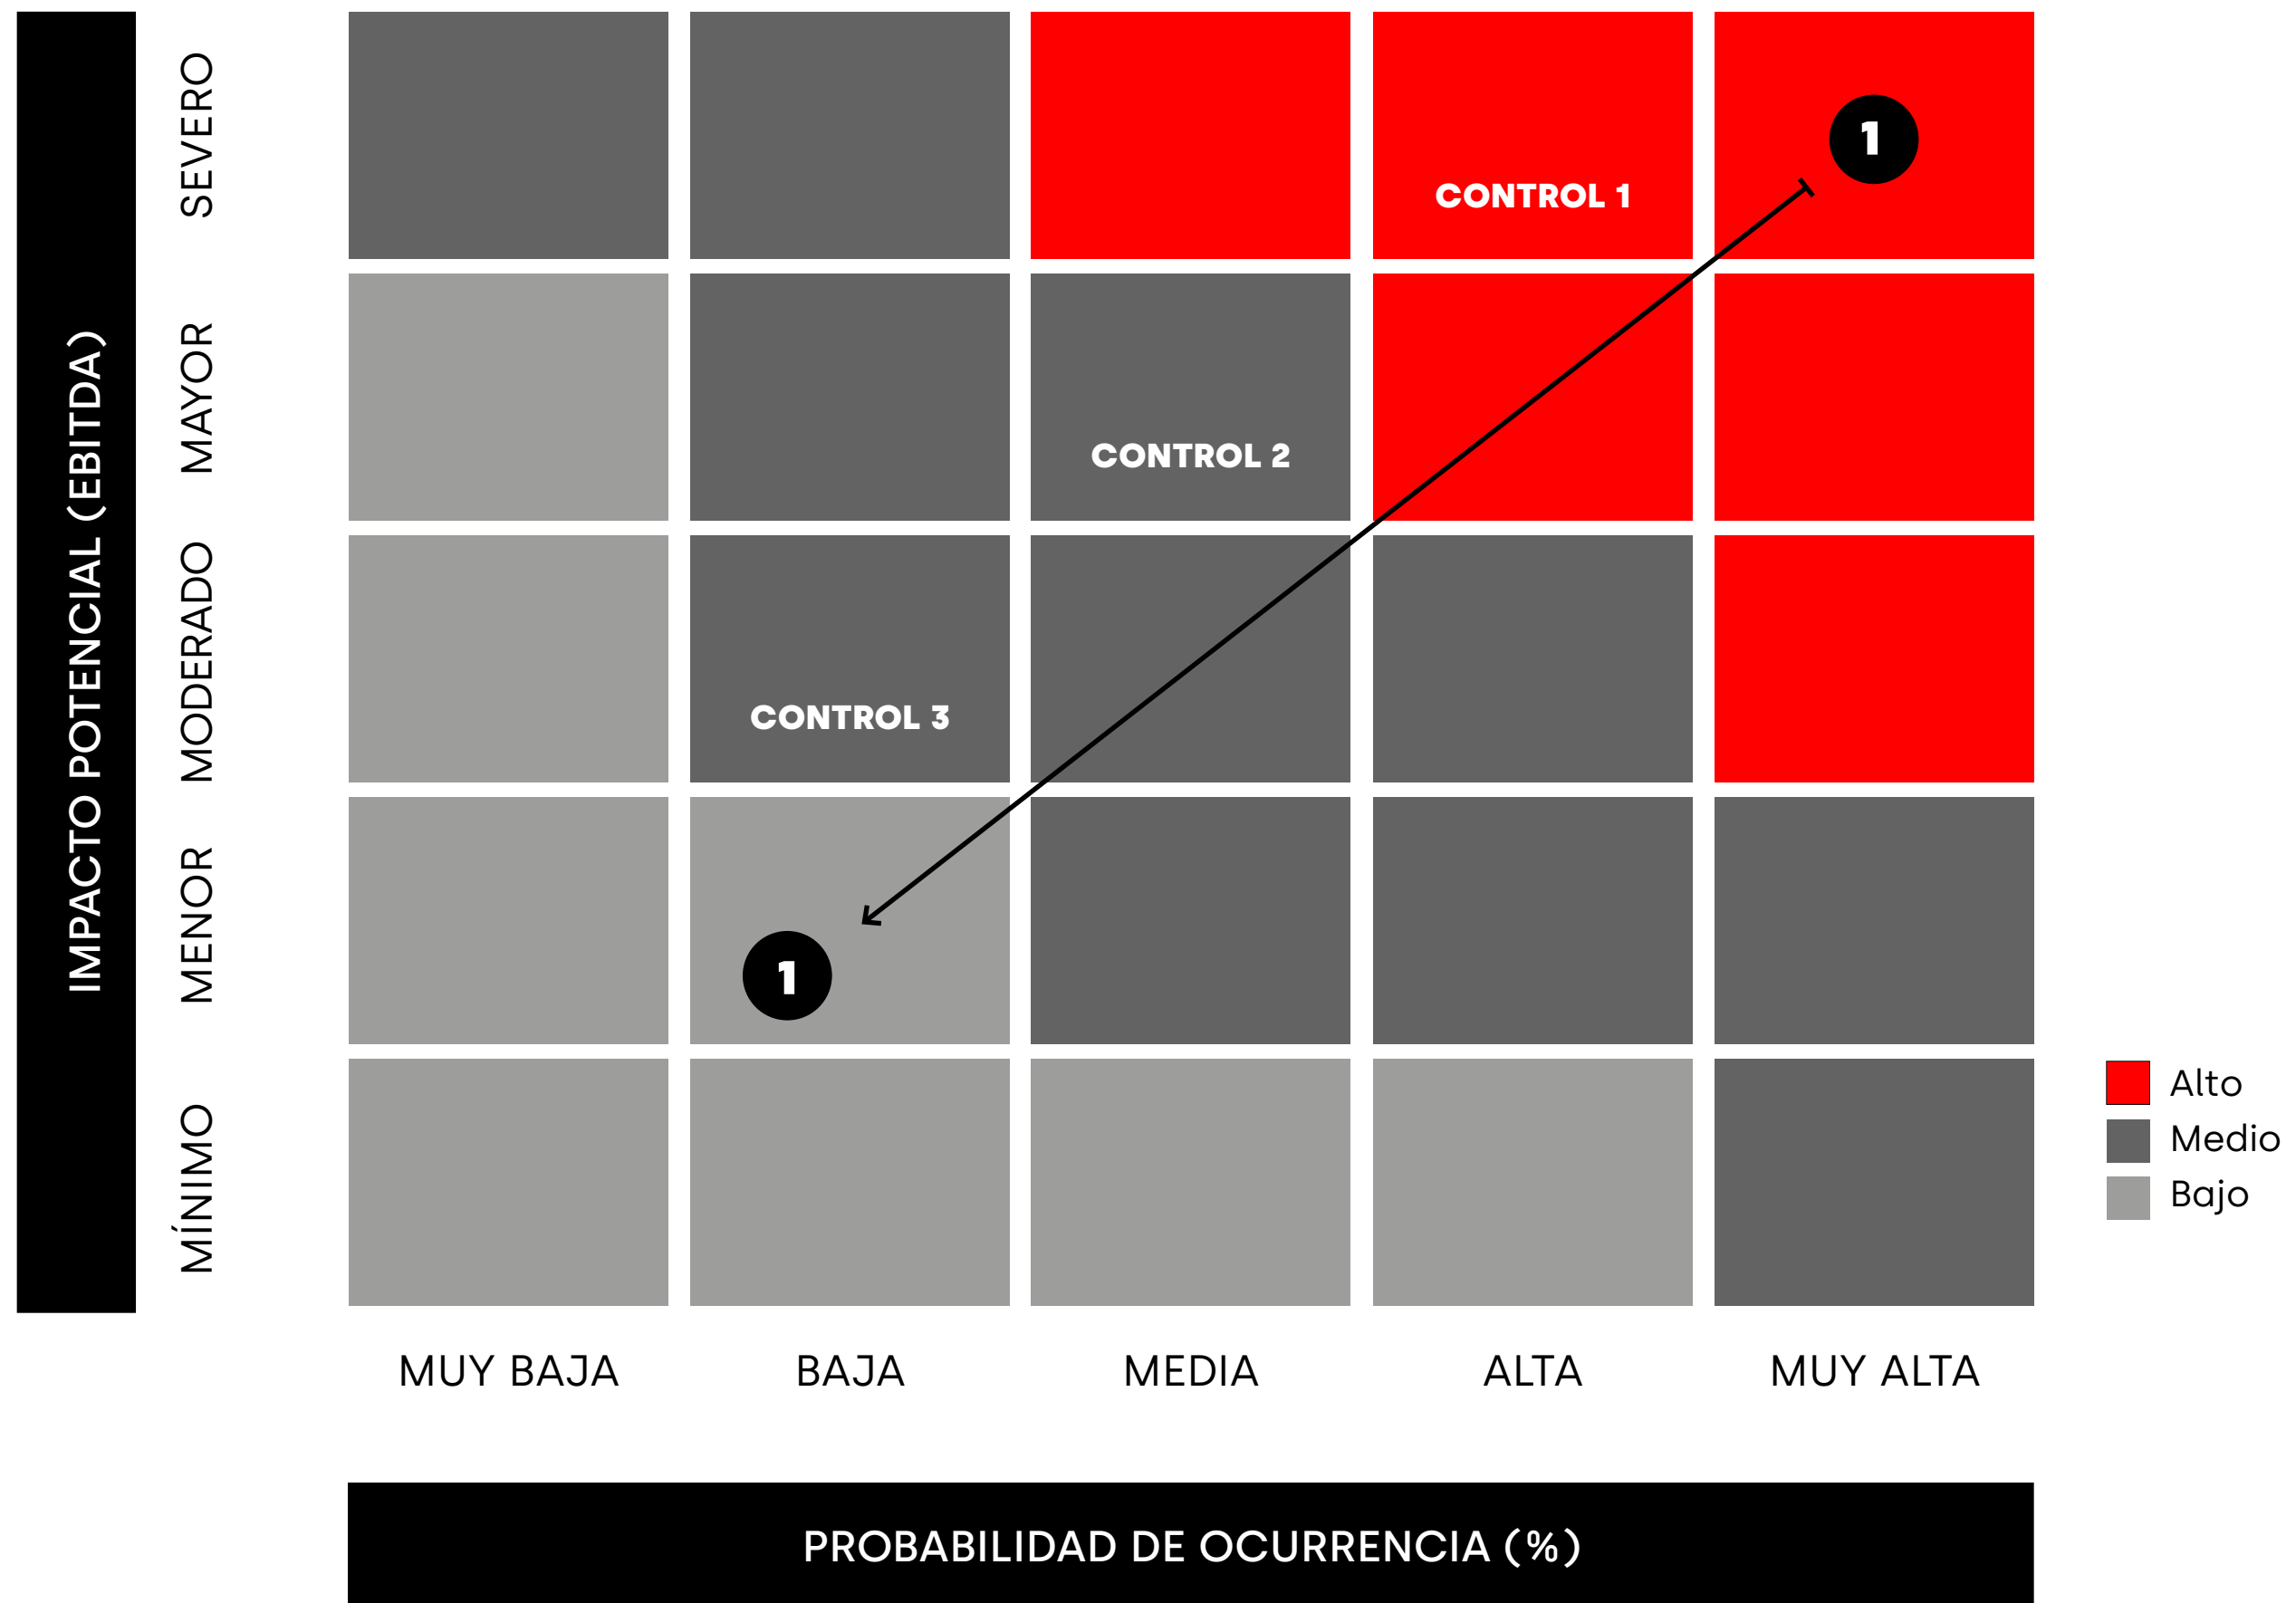 IMPACTO POTENCIAL (EBITDA)
SEVERO
1
CONTROL 1
MAYOR
CONTROL 2
MODERADO
CONTROL 3
MENOR
1
MÍNIMO
Alto
Medio
Bajo
MUY BAJA
BAJA
MEDIA
ALTA
MUY ALTA
PROBABILIDAD DE OCURRENCIA (%)